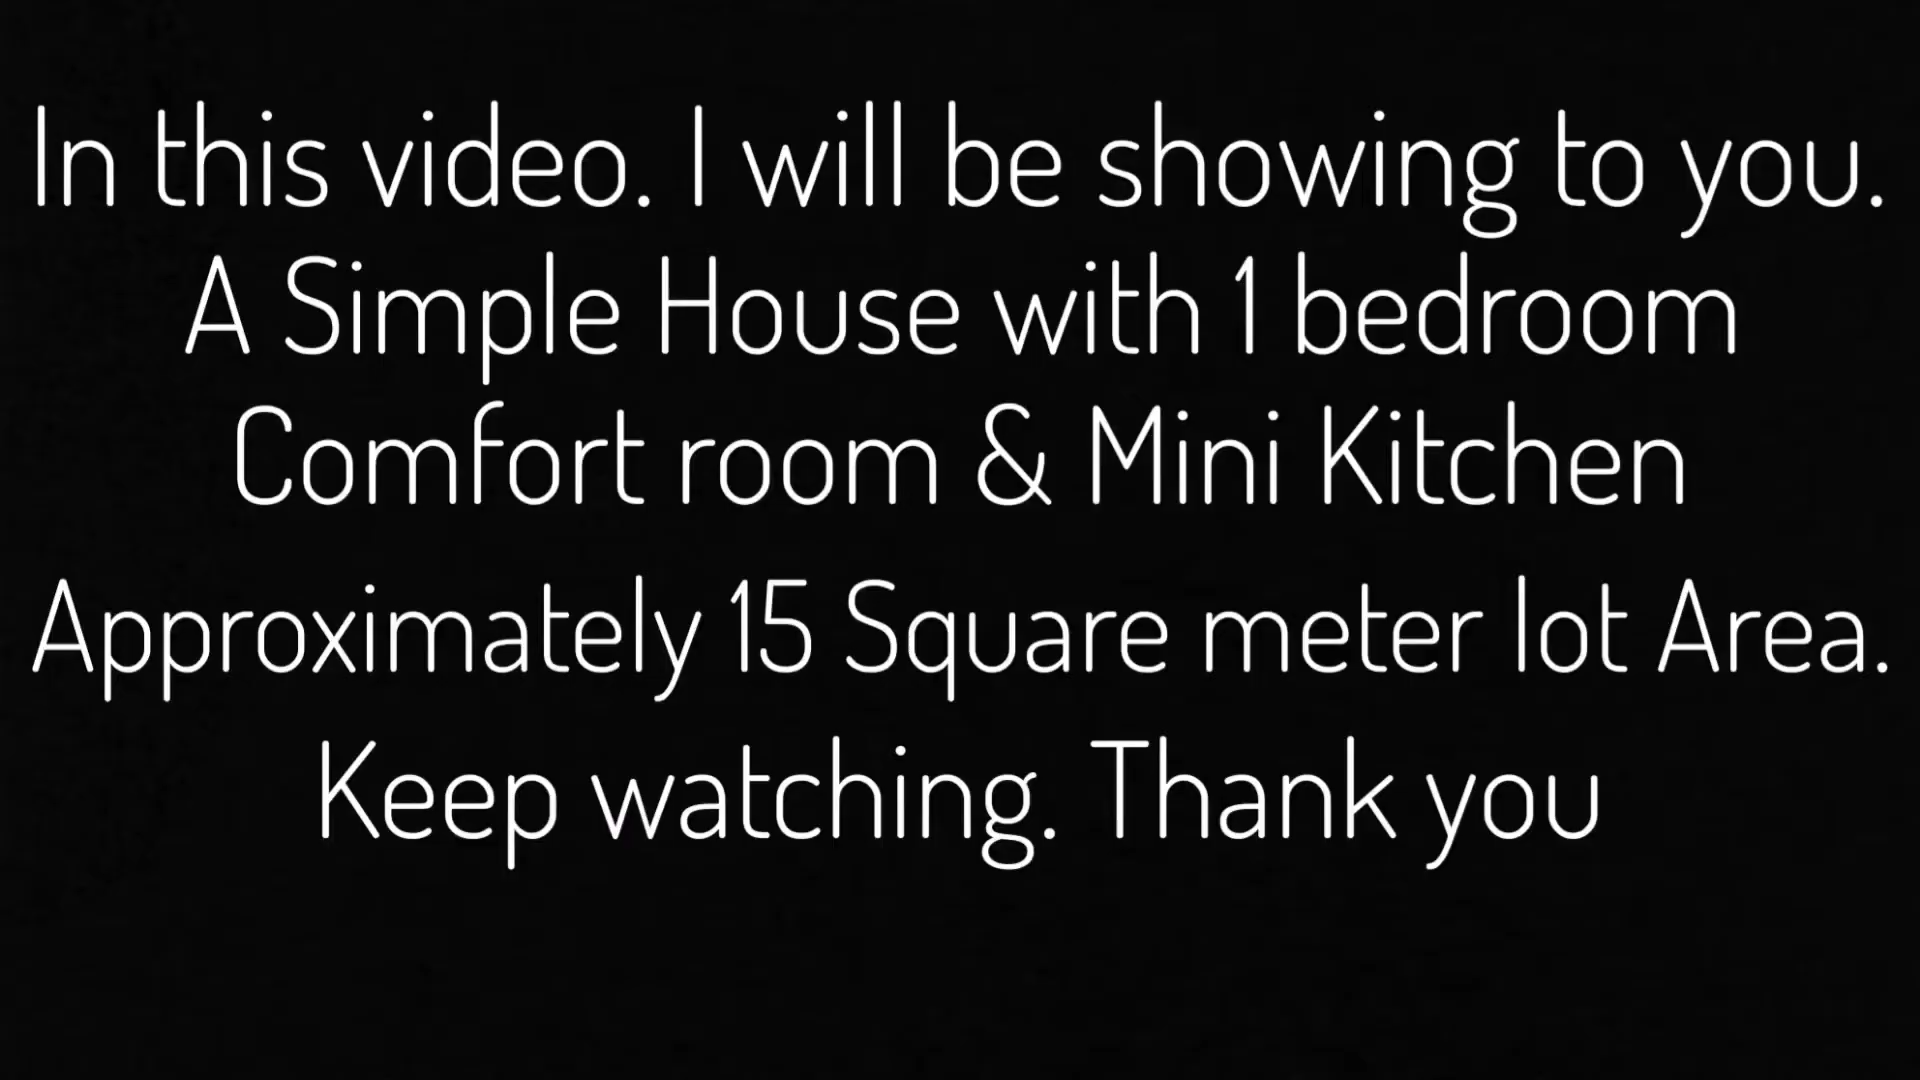 In this video. I will be showing to you.
A Simple House with 1 bedroom
Comfort room & Mini Kitchen
Approximately 15 Square meter lot Area.
Keep watching. Thank you